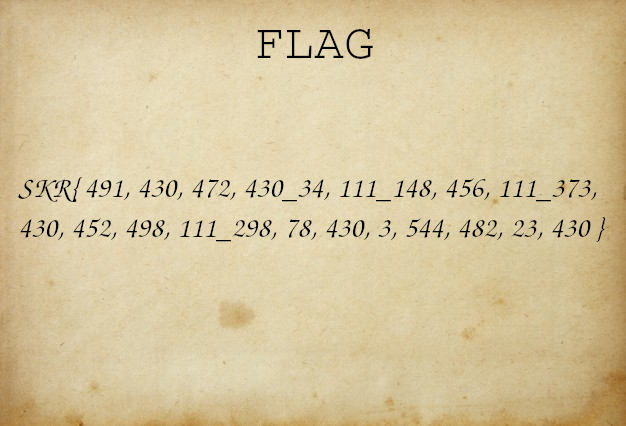 FLAG
SKR{ 491, 430, 472, 430_34, 111_148, 456, 111_373,
430, 452, 498, 111_298, 78, 430, 3, 544, 482, 23, 430 }